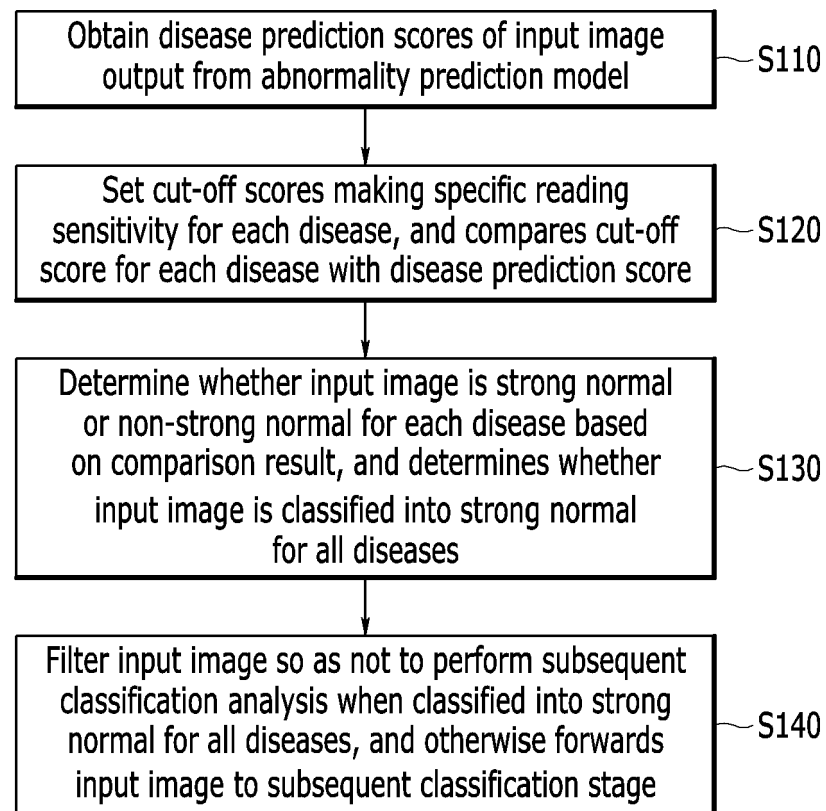 Obtain disease prediction scores of input image
output from abnormality prediction model
S110
Set cut-off scores making specific reading
sensitivity for each disease, and compares cut-off
score for each disease with disease prediction score
S120
Determine whether input image is strong normal
or non-strong normal for each disease based
on comparison result, and determines whether
input image is classified into strong normal
for all diseases
S130
Filter input image so as not to perform subsequent
classification analysis when classified into strong
normal for all diseases, and otherwise forwards
input image to subsequent classification stage
S140